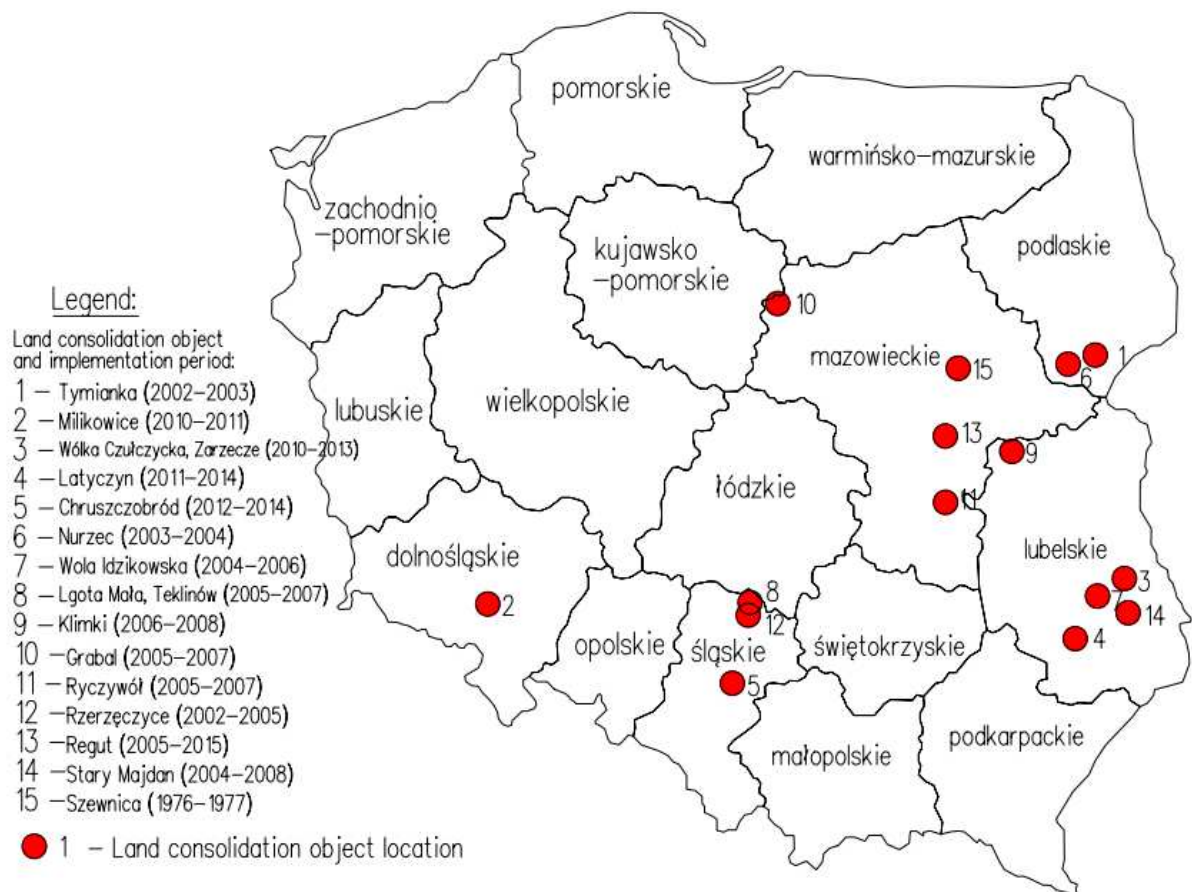 pomorskie
warmińsko-mazurskie
zachodnio
-pomorskie
podlaskie
kujawsko
-pomorskie
Legend:
10
Land consolidation object
and implementation period:
mazowieckie
1
15
6
1 - Tymianka (2002-2003)
2 - Milikowice (2010-2011)
3 - Wólka Czułczycka, Zarzecze (2010-2013)
4 - Latyczyn (2011-2014)
5 - Chruszczobród (2012-2014)
6 - Nurzec (2003-2004)
7 - Wola Idzikowska (2004-2006)
8 - Lgota Mała, Teklinów (2005-2007)
9 - Klimki (2006-2008)
10 - Grabal (2005-2007)
11 - Ryczywół (2005-2007)
12 - Rzerzęczyce (2002-2005)
13 - Regut (2005-2015)
14 - Stary Majdan (2004-2008)
15 - Szewnica (1976-1977)
1 - Land consolidation object location
lubuskie
wielkopolskie
13
9
łódzkie
11
dolnośląskie
lubelskie
2
8
3
7
12
14
opolskie
śląskie
świętokrzyskie
4
5
małopolskie
podkarpackie